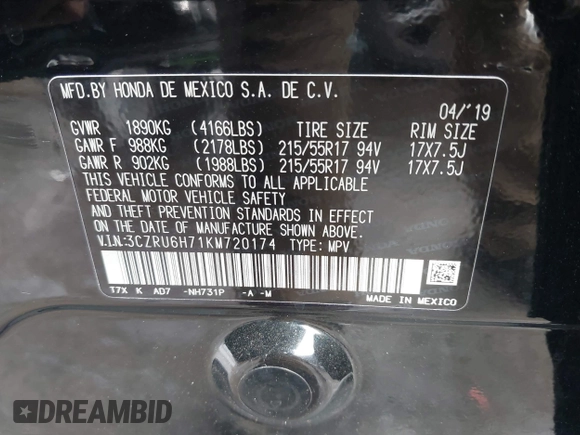 MFD.BY HONDA DE MEXICO S.A. DE C.V.
04/'19
GVWR 1890KG (4166LBS) TIRE SIZE RIM SIZE
GAWR F 988KG (2178LBS) 215/55R17 94V 17X7.5J
GAWR R 902KG (1988LBS) 215/55R17 94V 17X7.5J
THIS VEHICLE CONFORMS TO ALL APPLICABLE
FEDERAL MOTOR VEHICLE SAFETY
AND THEFT PREVENTION STANDARDS IN EFFECT
ON THE DATE OF MANUFACTURE SHOWN ABOVE.
V.I.N:3CZRU6H71KM720174 TYPE: MPV
T7X K AD7 -NH731P -A -M
MADE IN MEXICO
DREAMBID